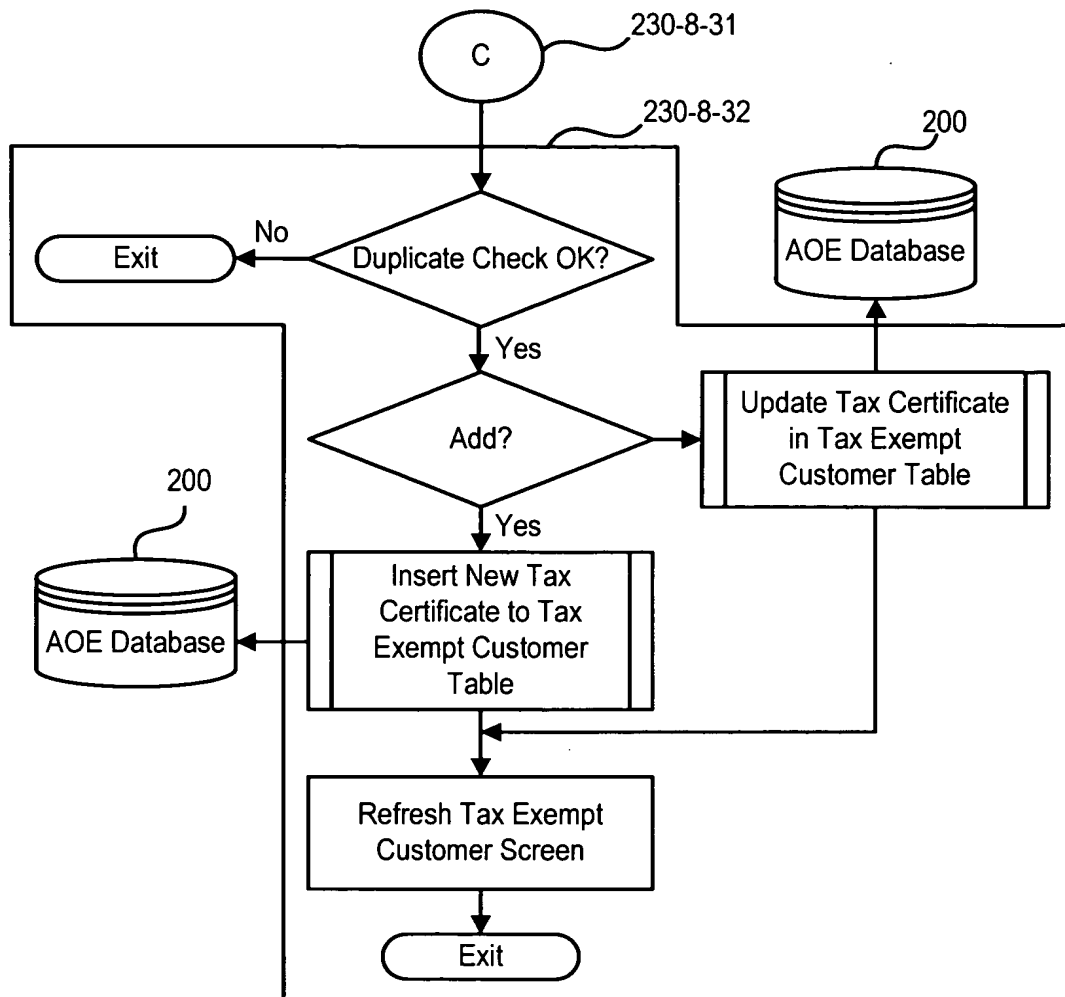 230-8-31
C
230-8-32
200
No
Exit
Duplicate Check OK?
AOE Database
Yes
Add?
Update Tax Certificate
in Tax Exempt
Customer Table
200
Yes
Insert New Tax
Certificate to Tax
Exempt Customer
Table
AOE Database
Refresh Tax Exempt
Customer Screen
Exit